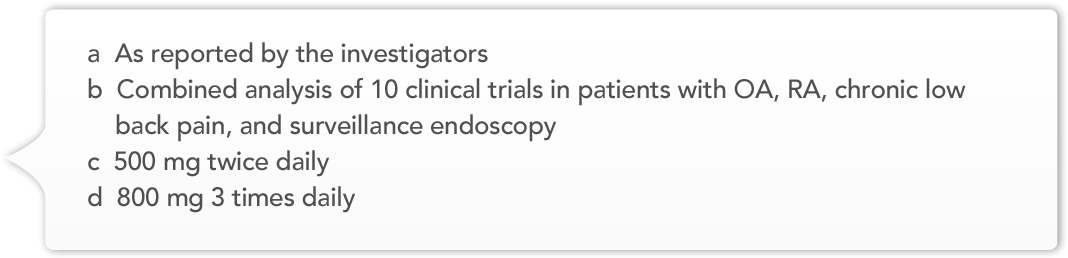 a As reported by the investigators
b Combined analysis of 10 clinical trials in patients with OA, RA, chronic low
back pain, and surveillance endoscopy
c 500 mg twice daily
d 800 mg 3 times daily